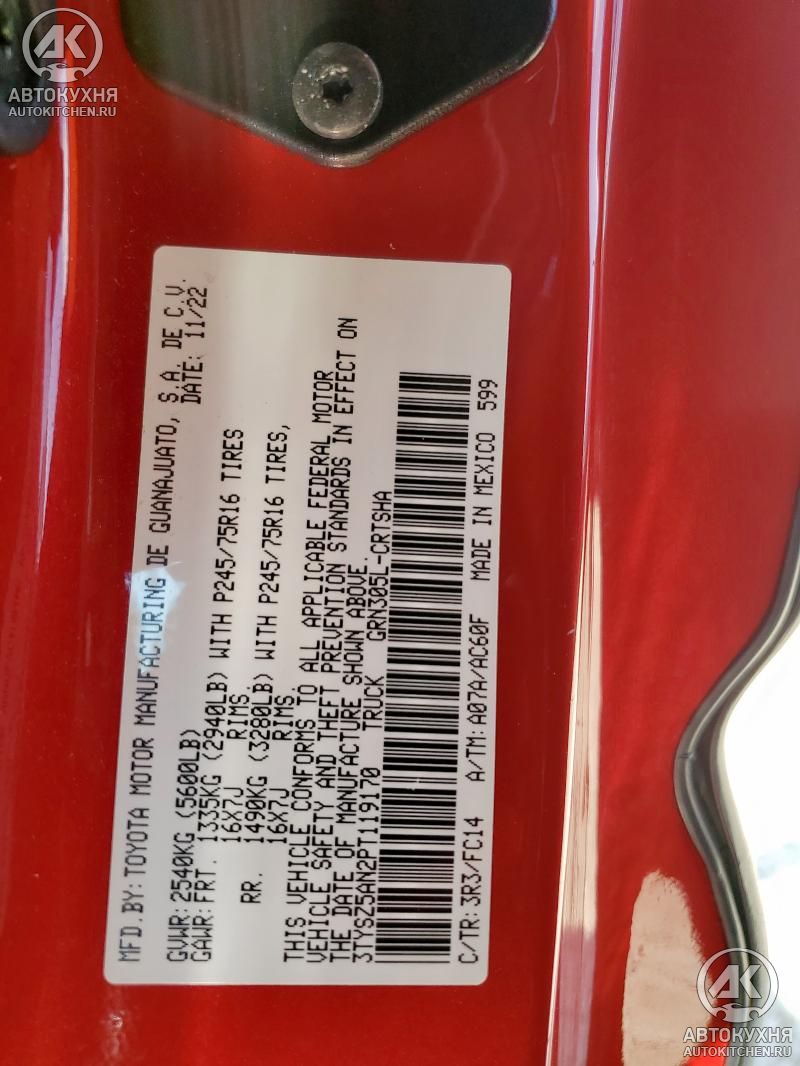 АК
АВТОКУХНЯ
AUTOKITCHEN.RU
MFD.BY:TOYOTA MOTOR MANUFACTURING DE GUANAJUATO, S.A. DE C.V.
DATE: 11/22
GVWR:2540KG (5600LB)
GAWR:FRT. 1335KG (2940LB) WITH P245/75R16 TIRES
16X7J RIMS.
RR. 1490KG (3280LB) WITH P245/75R16 TIRES,
16X7J RIMS.
THIS VEHICLE CONFORMS TO ALL APPLICABLE FEDERAL MOTOR
VEHICLE SAFETY AND THEFT PREVENTION STANDARDS IN EFFECT ON
THE DATE OF MANUFACTURE SHOWN ABOVE.
3TYSZ5AN2PT119170 TRUCK GRN305L-CRTSHA
C/TR:3R3/FC14 A/TM:A07A/AC60F MADE IN MEXICO 599
АК
АВТОКУХНЯ
AUTOKITCHEN.RU